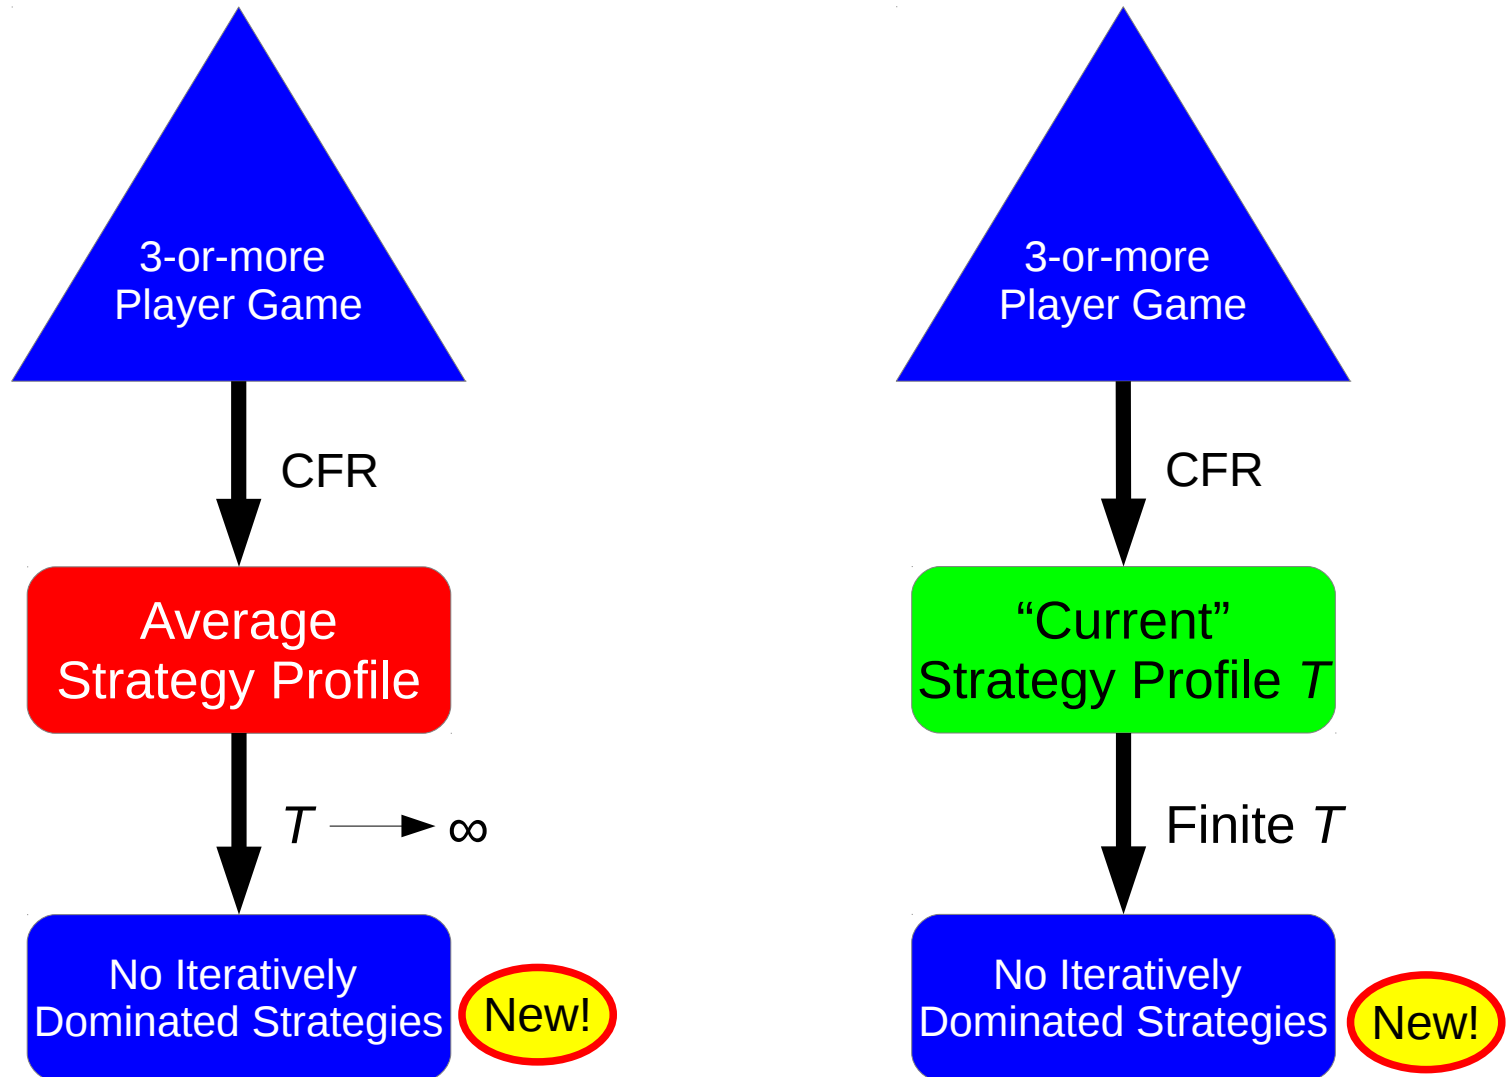 3-or-more
Player Game
CFR
Average
Strategy Profile
T ∞
No Iteratively
Dominated Strategies
New!
3-or-more
Player Game
CFR
“Current”
Strategy Profile T
Finite T
No Iteratively
Dominated Strategies
New!